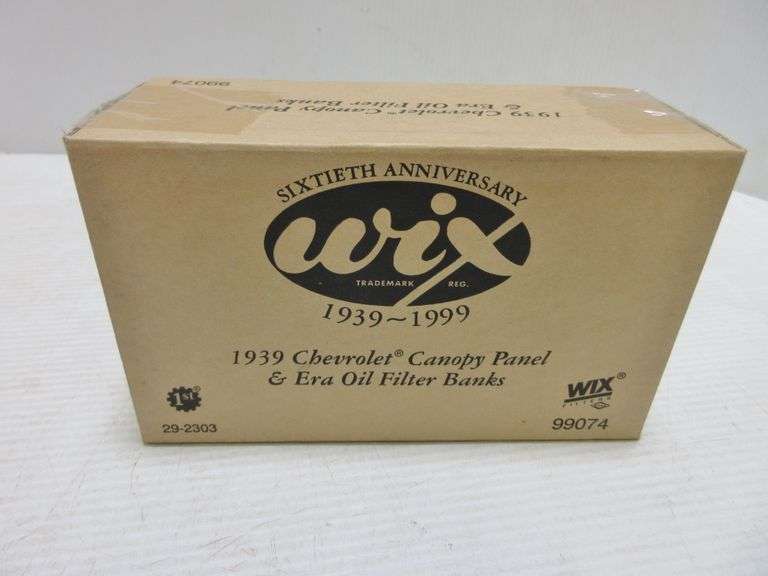 99074
1939 Chevrolet® Canopy Panel
& Era Oil Filter Banks
SIXTIETH ANNIVERSARY
wix
TRADEMARK REG.
1939~1999
1939 Chevrolet® Canopy Panel
& Era Oil Filter Banks
1st®
29-2303
WIX®
FILTERS
99074